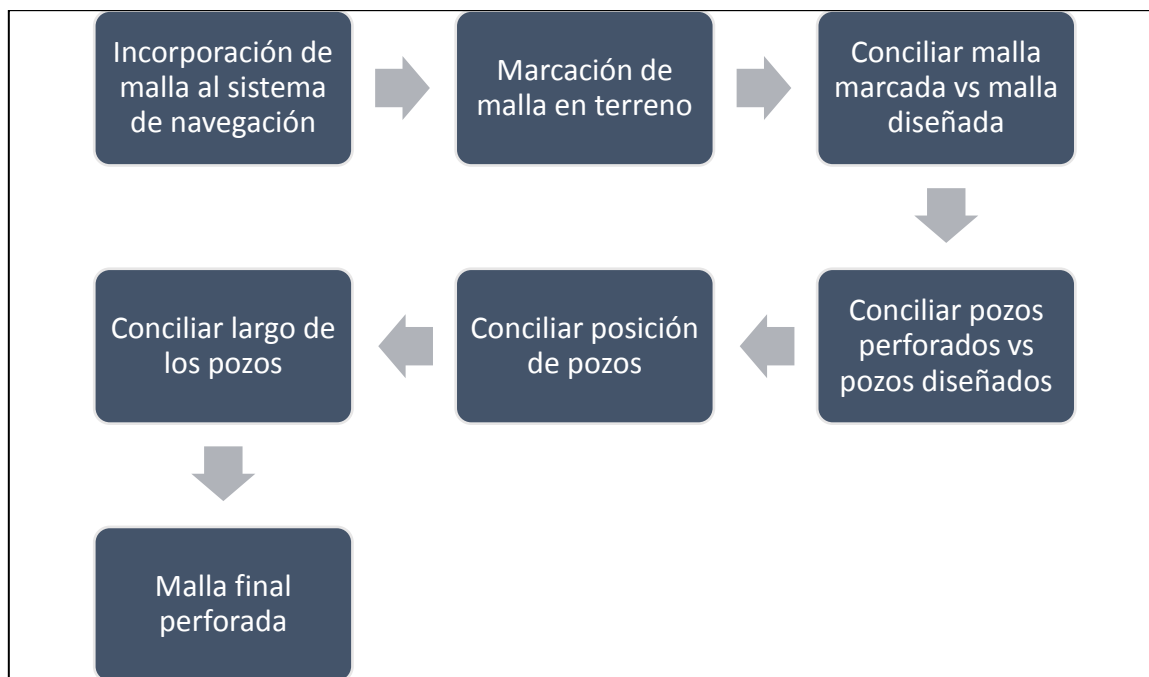 Incorporación de
malla al sistema
de navegación
Marcación de
malla en terreno
Conciliar malla
marcada vs malla
diseñada
Conciliar pozos
perforados vs
pozos diseñados
Conciliar posición
de pozos
Conciliar largo de
los pozos
Malla final
perforada